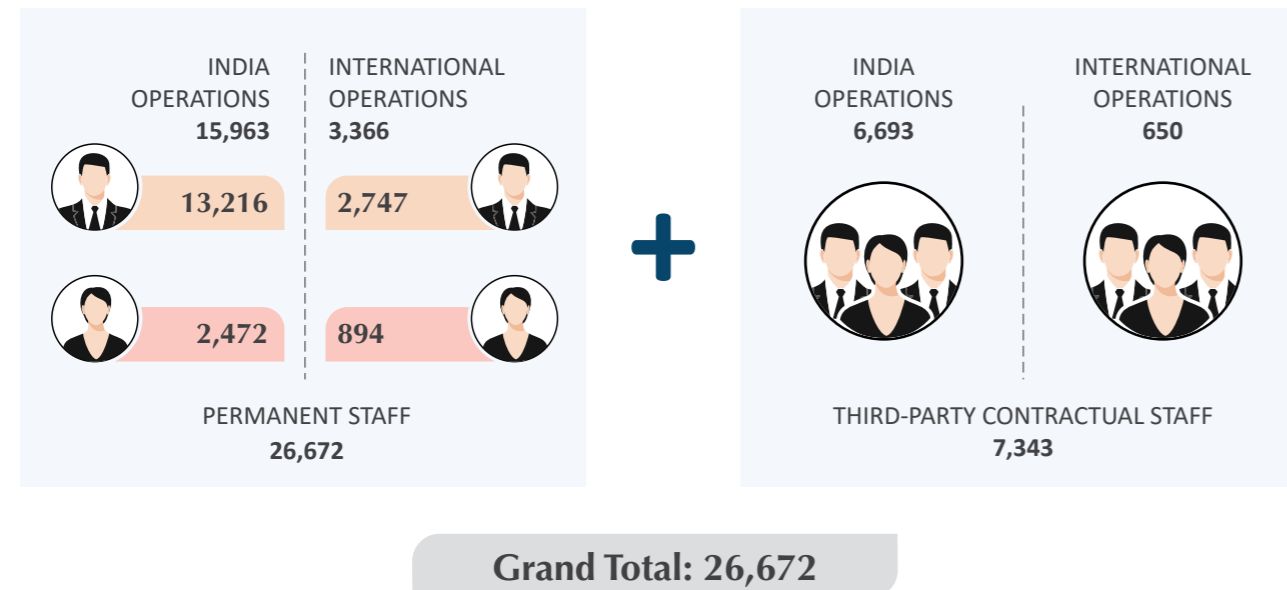 INDIA
OPERATIONS
15,963
INTERNATIONAL
OPERATIONS
3,366
13,216
2,747
2,472
894
PERMANENT STAFF
26,672
INDIA
OPERATIONS
6,693
INTERNATIONAL
OPERATIONS
650
THIRD-PARTY CONTRACTUAL STAFF
7,343
Grand Total: 26,672